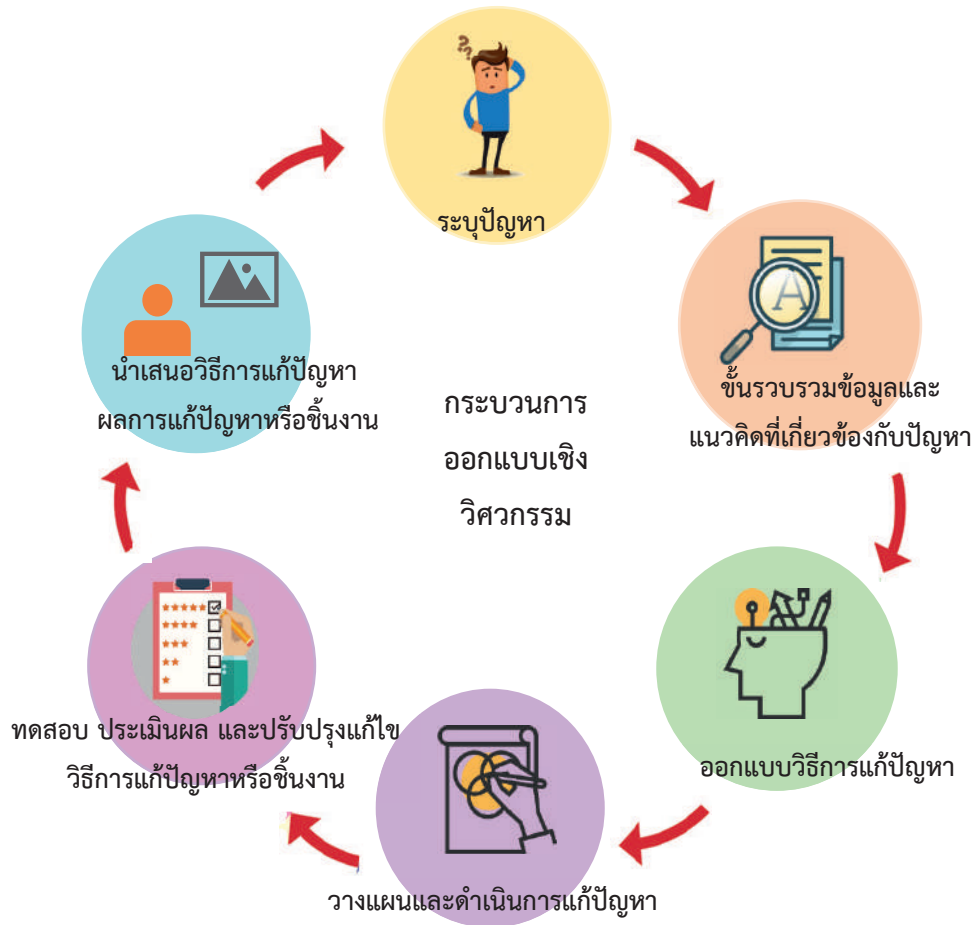 ??
ระบุปัญหา
A
ขั้นรวบรวมข้อมูลและ
แนวคิดที่เกี่ยวข้องกับปัญหา
ออกแบบวิธีการแก้ปัญหา
วางแผนและดำเนินการแก้ปัญหา
ทดสอบ ประเมินผล และปรับปรุงแก้ไข
วิธีการแก้ปัญหาหรือชิ้นงาน
นำเสนอวิธีการแก้ปัญหา
ผลการแก้ปัญหาหรือชิ้นงาน
กระบวนการ
ออกแบบเชิง
วิศวกรรม